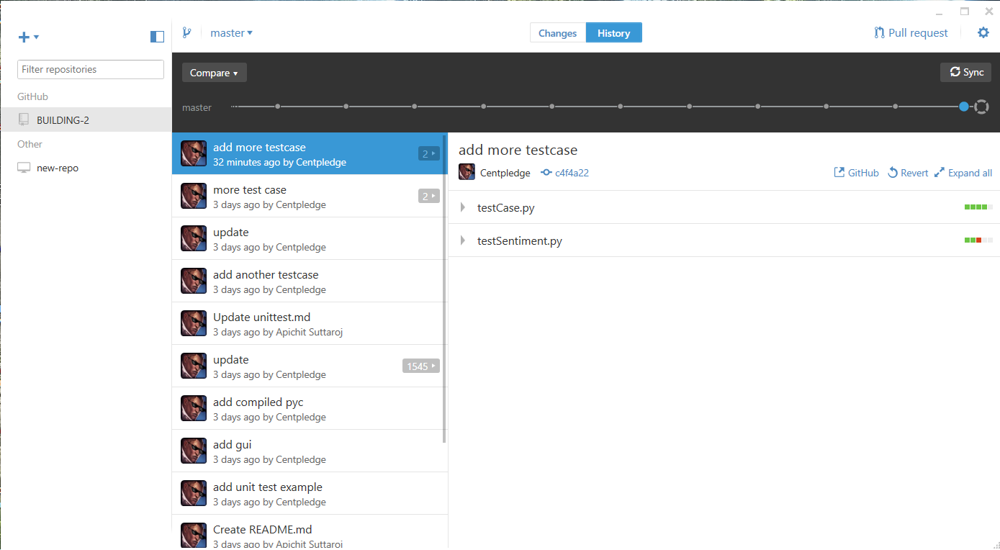 master
Changes
History
Pull request
Filter repositories
GitHub
BUILDING-2
Other
new-repo
Compare
Sync
master
add more testcase
32 minutes ago by Centpledge
2
more test case
3 days ago by Centpledge
2
update
3 days ago by Centpledge
add another testcase
3 days ago by Centpledge
Update unittest.md
3 days ago by Apichit Suttaroj
update
3 days ago by Centpledge
1545
add compiled pyc
3 days ago by Centpledge
add gui
3 days ago by Centpledge
add unit test example
3 days ago by Centpledge
Create README.md
3 days ago by Apichit Suttaroj
add more testcase
Centpledge
c4f4a22
GitHub
Revert
Expand all
testCase.py
testSentiment.py